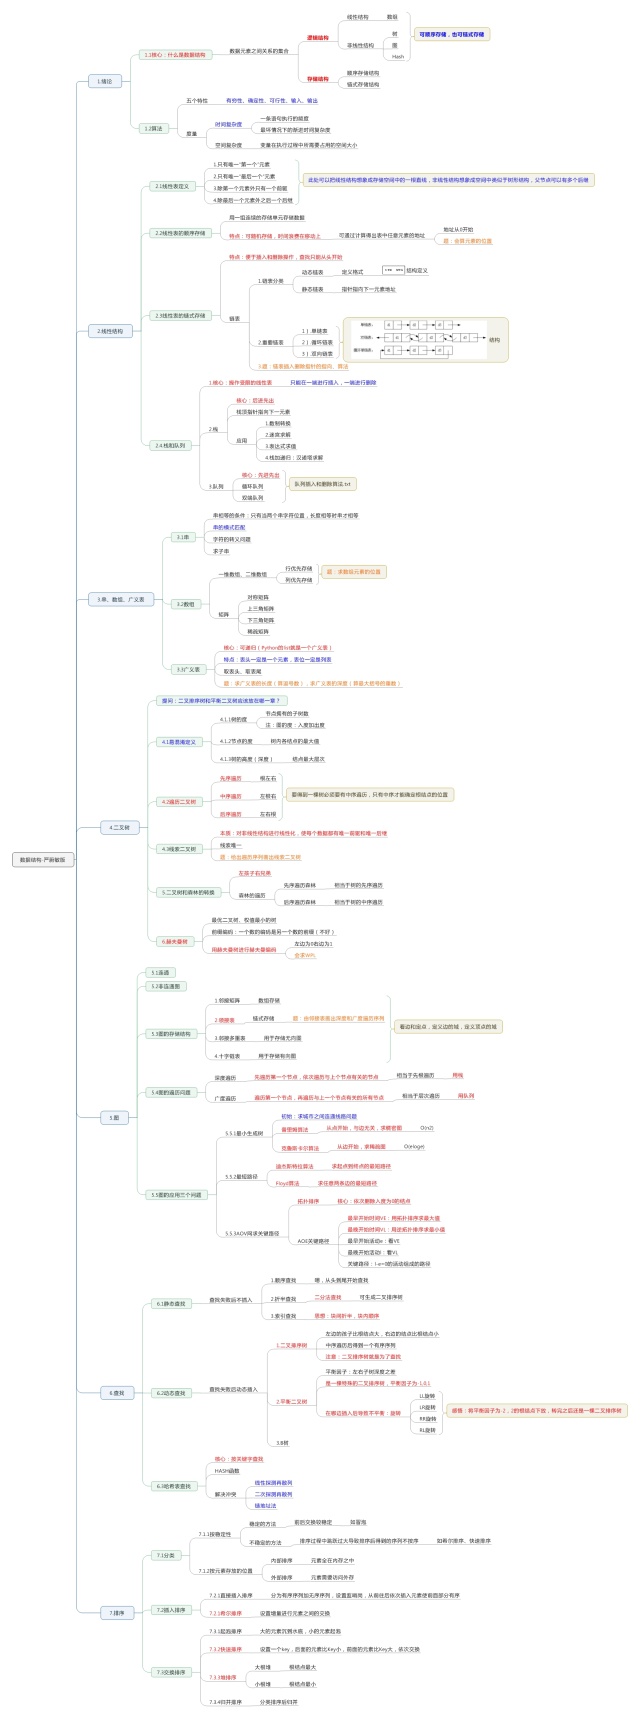 数据结构-严蔚敏版
1.绪论
1.1核心：什么是数据结构
数据元素之间关系的集合
逻辑结构
线性结构
数组
非线性结构
树
图
Hash
可顺序存储，也可链式存储
存储结构
顺序存储结构
链式存储结构
1.2算法
五个特性
有穷性、确定性、可行性、输入、输出
度量
时间复杂度
一条语句执行的频度
最坏情况下的渐进时间复杂度
空间复杂度
变量在执行过程中所需要占用的空间大小
2.线性结构
2.1线性表定义
1.只有唯一"第一个"元素
2.只有唯一"最后一个"元素
3.除第一个元素外只有一个前驱
4.除最后一个元素外之后一个后继
此处可以把线性结构想象成存储空间中的一根直线，非线性结构想象成空间中类似于树形结构，父节点可以有多个后继
2.2线性表的顺序存储
用一组连续的存储单元存储数据
特点：可随机存储，时间浪费在移动上
可通过计算得出表中任意元素的地址
地址从0开始
题：会算元素的位置
2.3线性表的链式存储
特点：便于插入和删除操作，查找只能从头开始
链表
1.链表分类
动态链表
定义格式
结构定义
静态链表
指针指向下一元素地址
2.重要链表
1）单链表
2）循环链表
3）双向链表
结构
3.题：链表插入删除指针的指向、算法
2.4.栈和队列
1.核心：操作受限的线性表
只能在一端进行插入，一端进行删除
2.栈
核心：后进先出
栈顶指针指向下一元素
应用
1.数制转换
2.迷宫求解
3.表达式求值
4.栈加递归：汉诺塔求解
3.队列
核心：先进先出
循环队列
双端队列
队列插入和删除算法.txt
3.串、数组、广义表
3.1串
串相等的条件：只有当两个串字符位置，长度相等时串才相等
串的模式匹配
字符的转义问题
求子串
3.2数组
一维数组、二维数组
行优先存储
列优先存储
题：求数组元素的位置
矩阵
对称矩阵
上三角矩阵
下三角矩阵
稀疏矩阵
3.3广义表
核心：可递归（Python的list就是一个广义表）
特点：表头一定是一个元素，表位一定是列表
取表头、取表尾
题：求广义表的长度（数逗号数），求广义表的深度（数最大层号的重数）
4.二叉树
提问：二叉排序树和平衡二叉树应该放在哪一章？
4.1易混淆定义
4.1.1树的度
节点拥有的子树数
注：图的度：入度加出度
4.1.2节点的度
树内各结点的最大值
4.1.3树的高度（深度）
结点最大层次
4.2遍历二叉树
先序遍历
根左右
中序遍历
左根右
后序遍历
左右根
要得到一棵树必须要有中序遍历，只有中序才能确定根结点的位置
4.3线索二叉树
本质：对非线性结构进行线性化，使每个数据都有唯一前驱和唯一后继
线索唯一
题：给出遍历序列画出线索二叉树
5.二叉树和森林的转换
左孩子右兄弟
森林的遍历
先序遍历森林
相当于树的先序遍历
后序遍历森林
相当于树的中序遍历
6.赫夫曼树
最优二叉树、权值最小的树
前缀编码：一个数的编码是另一个数的前缀（不好）
用赫夫曼树进行赫夫曼编码
左边为0右边为1
会求WPL
5.图
5.1连通
5.2非连通图
5.3图的存储结构
1.邻接矩阵
数组存储
2.邻接表
链式存储
题：由邻接表画出深度和广度遍历序列
3.邻接多重表
用于存储无向图
4.十字链表
用于存储有向图
看边和定点，定义边的域，定义顶点的域
5.4图的遍历问题
深度遍历
先遍历第一个节点，依次遍历与上个节点有关的节点
相当于先根遍历
用栈
广度遍历
遍历第一个节点，再遍历与上一个节点有关的所有节点
相当于层次遍历
用队列
5.5图的应用三个问题
5.5.1最小生成树
初始：求城市之间连通线路问题
普里姆算法
从点开始，与边无关，求稠密图
O(n2)
克鲁斯卡尔算法
从边开始，求稀疏图
O(eloge)
5.5.2最短路径
迪杰斯特拉算法
求起点到终点的最短路径
Floyd算法
求任意两条边的最短路径
5.5.3AOV网求关键路径
拓扑排序
核心：依次删除入度为0的结点
AOE关键路径
最早开始时间VE：用拓扑排序求最大值
最晚开始时间VL：用逆拓扑排序求最小值
最早开始活动e：看VE
最晚开始活动l：看VL
关键路径：l-e=0的活动组成的路径
6.查找
6.1静态查找
查找失败后不插入
1.顺序查找
嗯，从头到尾开始查找
2.折半查找
二分法查找
可生成二叉排序树
3.索引查找
思想：块间折半，块内顺序
6.2动态查找
查找失败后动态插入
1.二叉排序树
左边的孩子比根结点大，右边的结点比根结点小
中序遍历后得到一个有序序列
注意：二叉排序树就是为了查找
2.平衡二叉树
平衡因子：左右子树深度之差
是一棵特殊的二叉排序树，平衡因子为-1,0,1
在哪边插入后导致不平衡：旋转
LL旋转
LR旋转
RR旋转
RL旋转
感悟：有平衡因子为-2，2的根结点下放，转完之后还是一棵二叉排序树
3.B树
6.3哈希表查找
核心：按关键字查找
HASH函数
解决冲突
线性探测再散列
二次探测再散列
链地址法
7.排序
7.1分类
7.1.1按稳定性
稳定的方法
前后交换较稳定
如冒泡
不稳定的方法
排序过程中跳跃过大导致排序后得到的序列不按序
如希尔排序、快速排序
7.1.2按元素存放的位置
内部排序
元素全在内存之中
外部排序
元素需要访问外存
7.2插入排序
7.2.1直接插入排序
分为有序序列加无序序列，设置监哨岗，从前往后依次插入元素使前面部分有序
7.2.1希尔排序
设置增量进行元素之间的交换
7.3交换排序
7.3.1起泡排序
大的元素沉到水底，小的元素起泡
7.3.2快速排序
设置一个key，后面的元素比Key小，前面的元素比Key大，依次交换
7.3.3堆排序
大根堆
根结点最大
小根堆
根结点最小
7.3.4归并排序
分类排序后归并